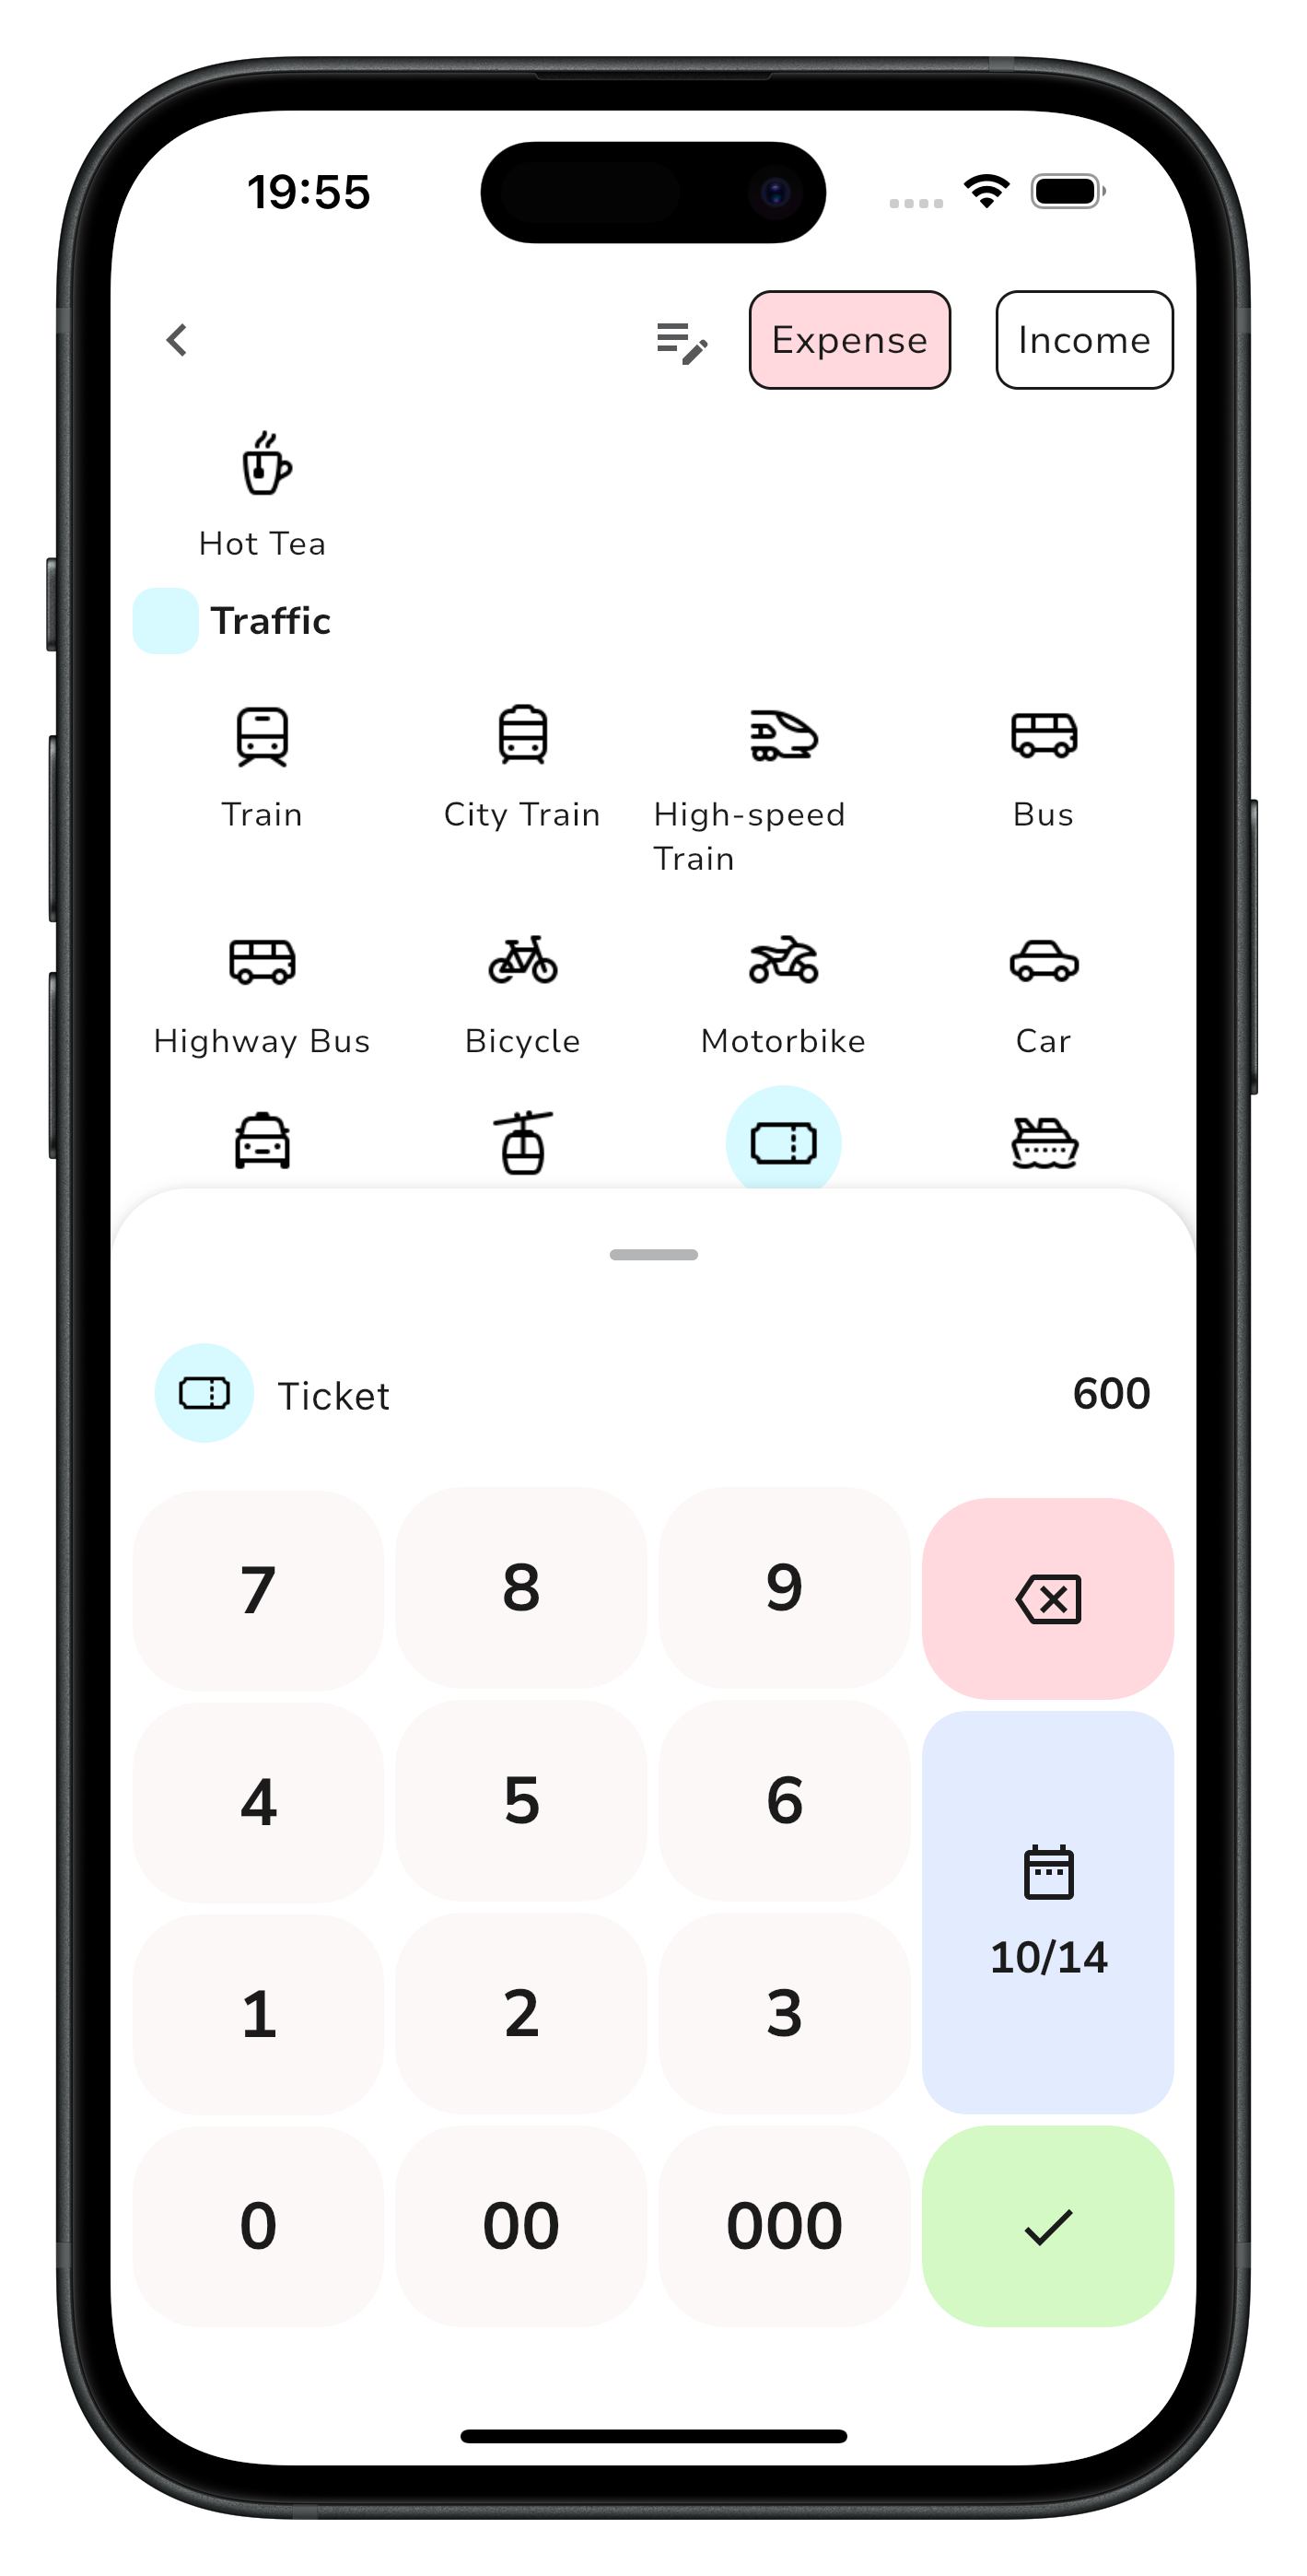 19:55
Expense Income
Hot Tea
Traffic
Train City Train High-speed Bus
Train
Highway Bus Bicycle Motorbike Car
Ticket 600
7 8 9
4 5 6
10/14
1 2 3
0 00 000